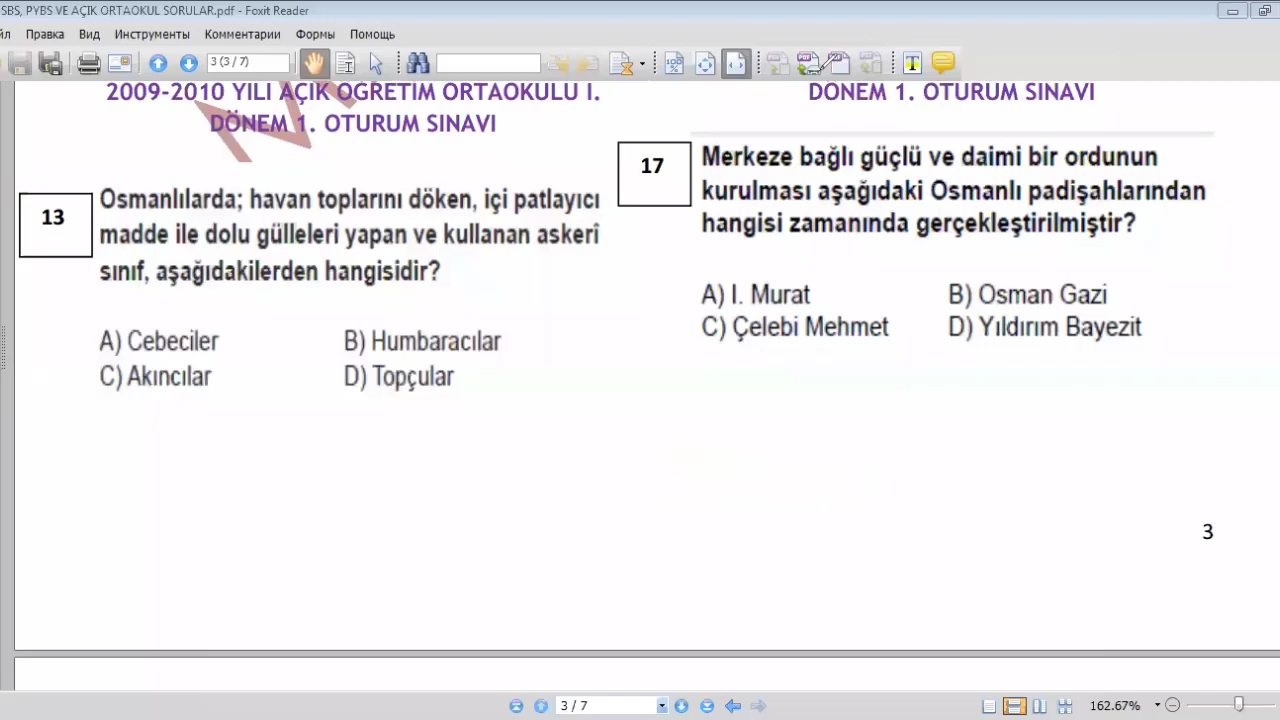 SBS, PYBS VE AÇIK ORTAOKUL SORULAR.pdf - Foxit Reader
йл Правка Вид Инструменты Комментарии Формы Помощь
3 (3 / 7)
2009-2010 YILI AÇIK OGRETIM ORTAOKULU I.
DÖNEM 1. OTURUM SINAVI
13
Osmanlılarda; havan toplarını döken, içi patlayıcı
madde ile dolu gülleleri yapan ve kullanan askerî
sınıf, aşağıdakilerden hangisidir?
A) Cebeciler B) Humbaracılar
C) Akıncılar D) Topçular
DONEM 1. OTURUM SINAVI
17
Merkeze bağlı güçlü ve daimi bir ordunun
kurulması aşağıdaki Osmanlı padişahlarından
hangisi zamanında gerçekleştirilmiştir?
A) I. Murat B) Osman Gazi
C) Çelebi Mehmet D) Yıldırım Bayezit
3
3 / 7
162.67%